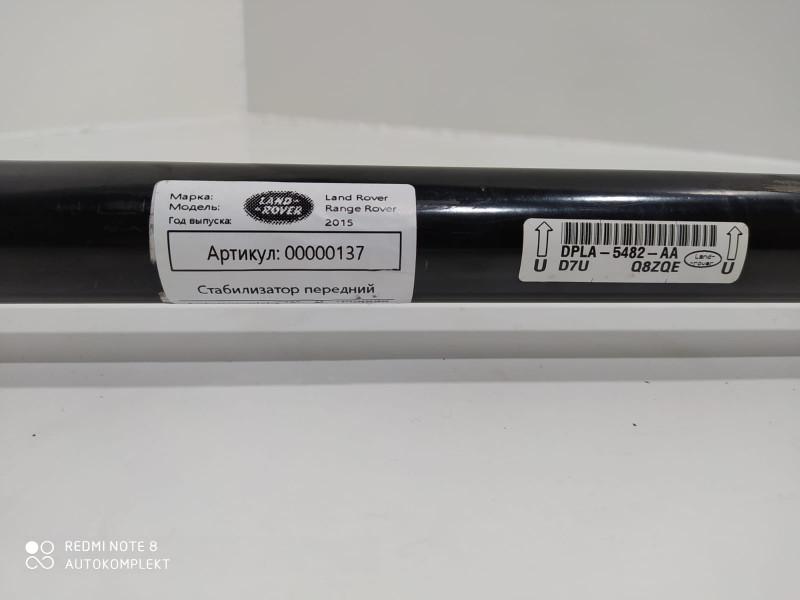 Марка: Land Rover
Модель: Range Rover
Год выпуска: 2015
LAND-
-ROVER
Артикул: 00000137
Стабилизатор передний
DPLA-5482-AA
D7U Q8ZQE
U U
Land-
-rover
REDMI NOTE 8
AUTOKOMPLEKT